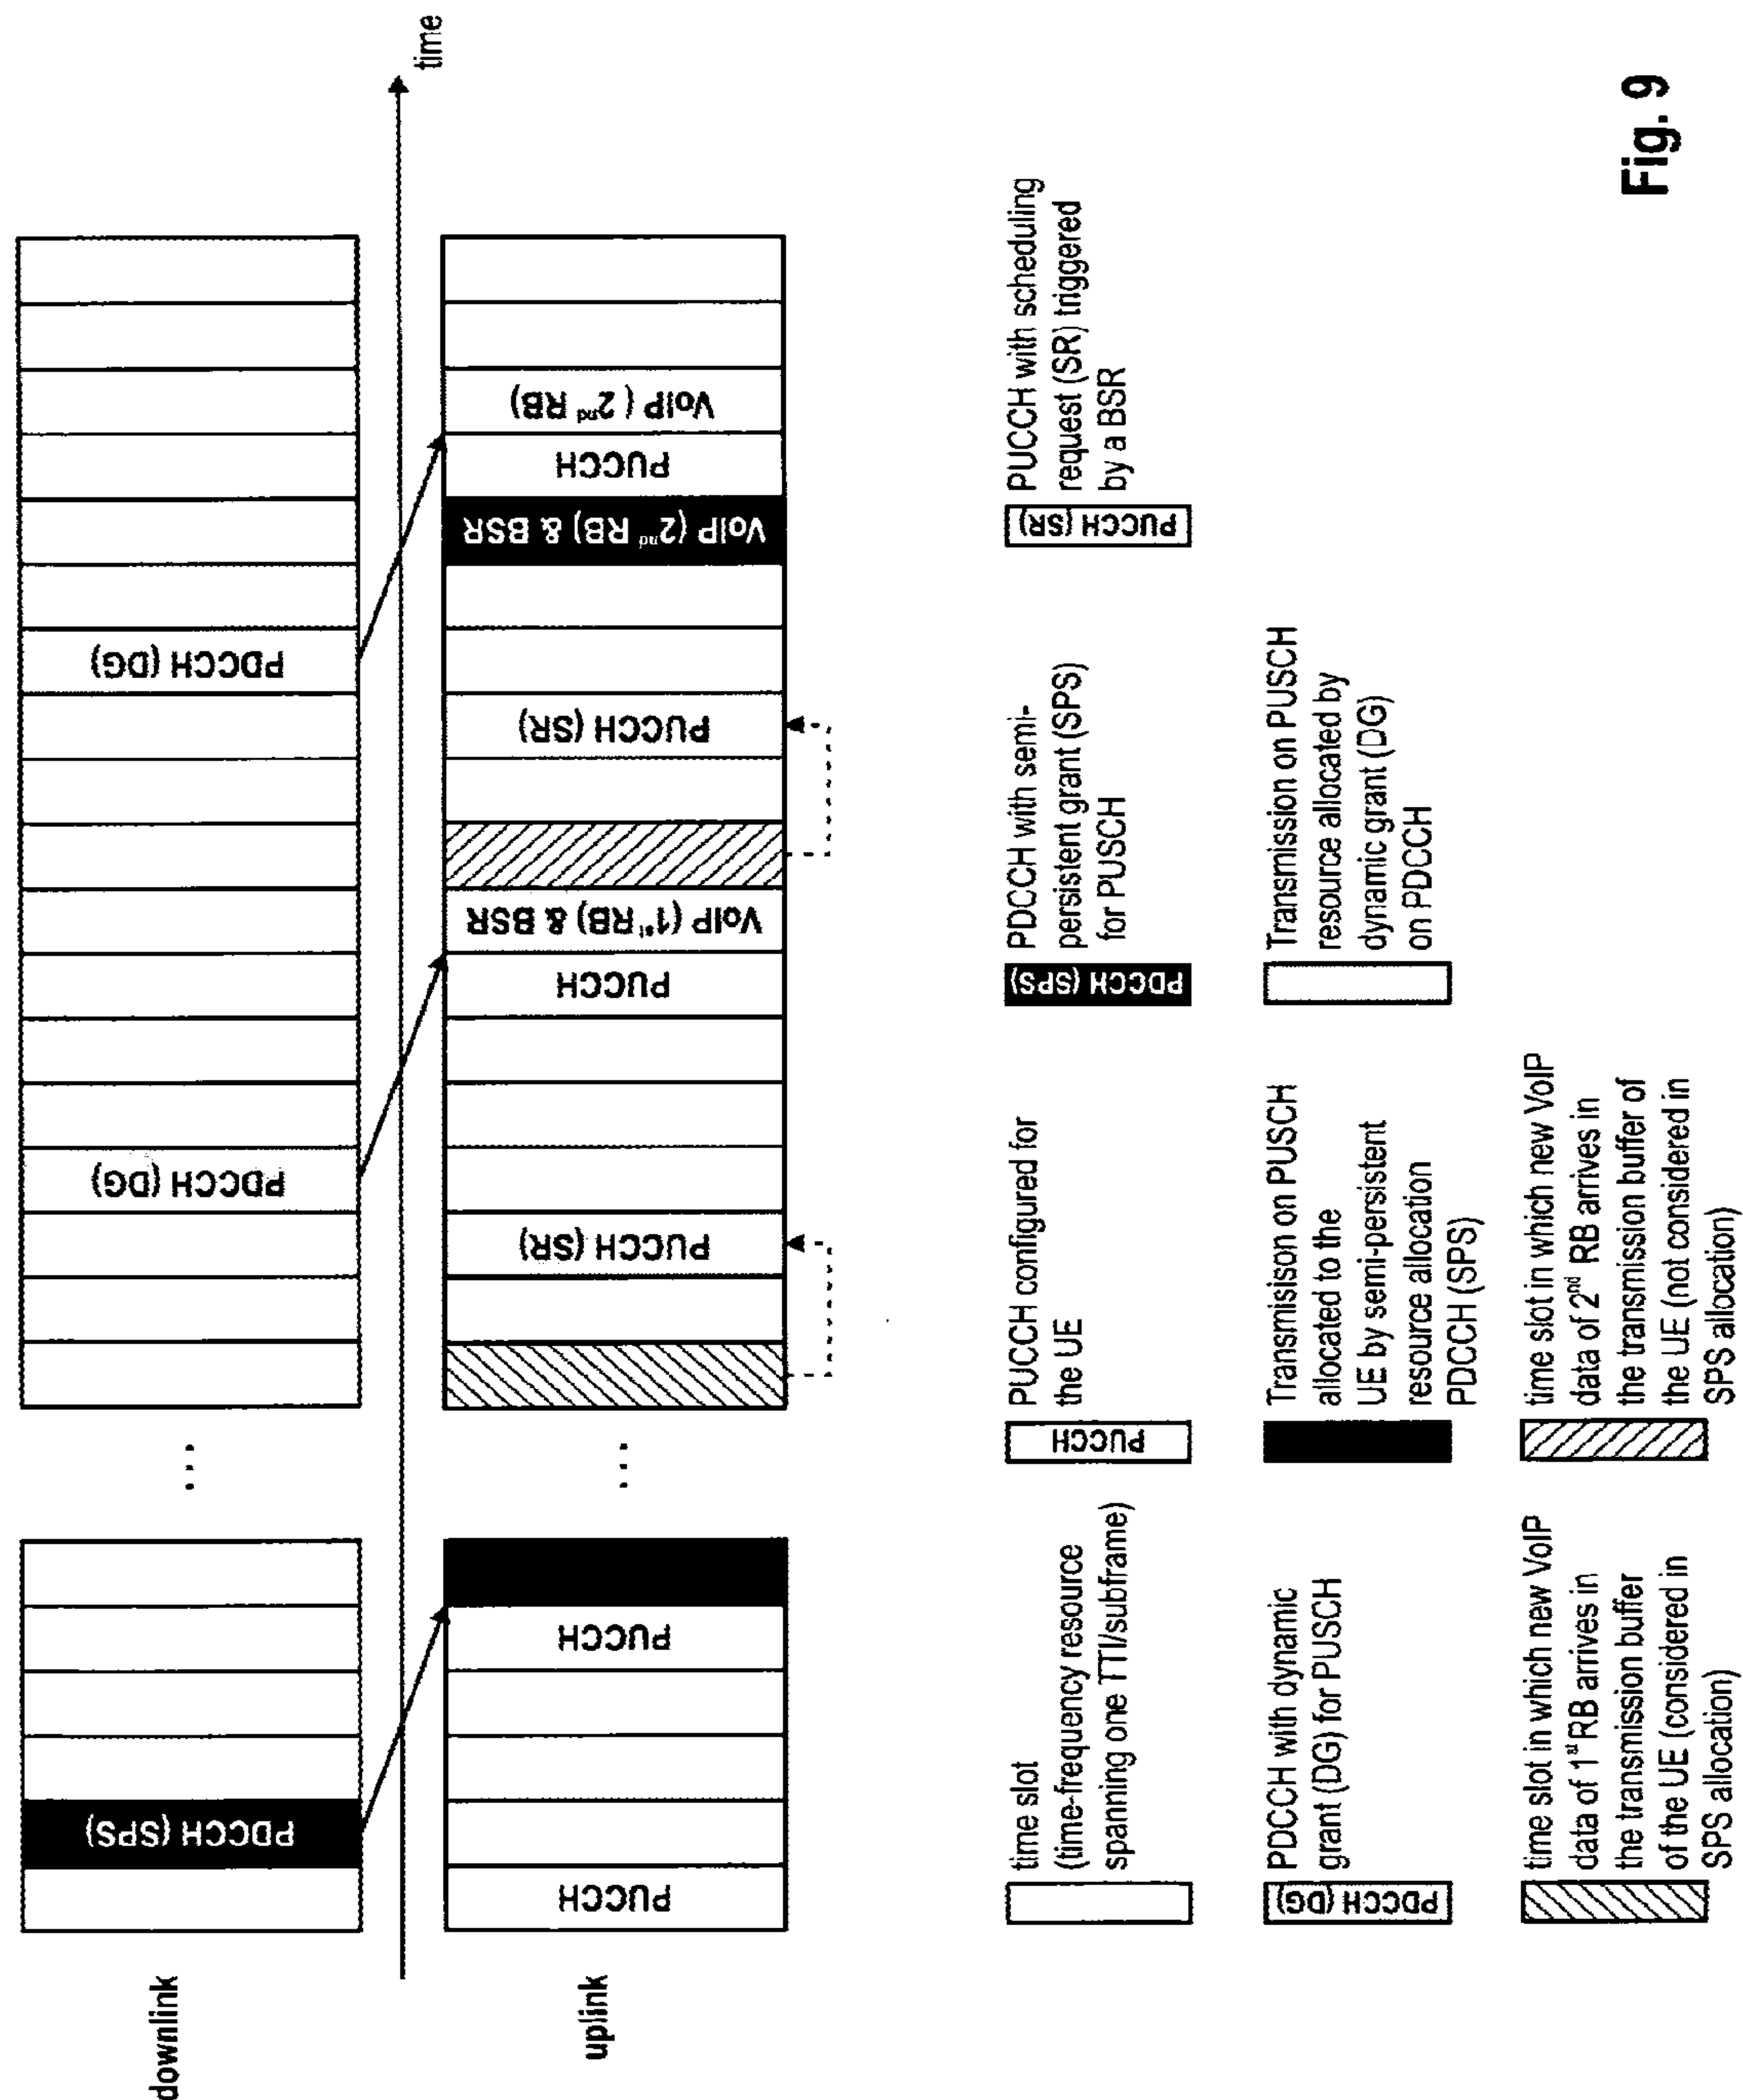 downlink
PDCCH (SPS)
...
PDCCH (DG)
PDCCH (DG)
time
uplink
PUCCH
PUCCH
...
PUCCH (SR)
PUCCH
VoIP (1st RB) & BSR
PUCCH (SR)
VoIP (2nd RB) & BSR
PUCCH
VoIP (2nd RB)
time slot
(time-frequency resource
spanning one TTI/subframe)
PUCCH
PUCCH configured for
the UE
PDCCH (SPS)
PDCCH with semi-
persistent grant (SPS)
for PUSCH
PUCCH (SR)
PUCCH with scheduling
request (SR) triggered
by a BSR
PDCCH (DG)
PDCCH with dynamic
grant (DG) for PUSCH
Transmisison on PUSCH
allocated to the
UE by semi-persistent
resource allocation
PDCCH (SPS)
Transmission on PUSCH
resource allocated by
dynamic grant (DG)
on PDCCH
time slot in which new VoIP
data of 1st RB arrives in
the transmission buffer
of the UE (considered in
SPS allocation)
time slot in which new VoIP
data of 2nd RB arrives in
the transmission buffer of
the UE (not considered in
SPS allocation)
Fig. 9